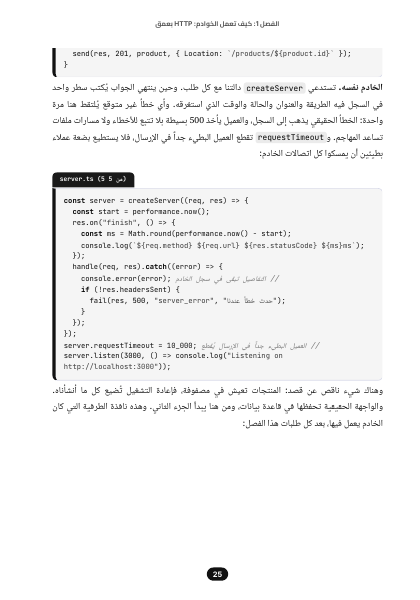 الفصل 1: كيف تعمل الخوادم: HTTP بعمق
send(res, 201, product, { Location: `/products/${product.id}` });
}
الخادم نفسه. تستدعي createServer دالتنا مع كل طلب. وحين ينتهي الجواب يُكتب سطر واحد
في السجل فيه الطريقة والعنوان والحالة والوقت الذي استغرقه. وأي خطأ غير متوقع يُلتقط هنا مرة
واحدة: الخطأ الحقيقي يذهب إلى السجل، والعميل يأخذ 500 بسيطة بلا تتبع للأخطاء ولا مسارات ملفات
تساعد المهاجم. وrequestTimeout تقطع العميل البطيء جداً في الإرسال، فلا يستطيع بضعة عملاء
بطيئين أن يمسكوا كل اتصالات الخادم:
server.ts (5 من 5)
const server = createServer((req, res) => {
const start = performance.now();
res.on("finish", () => {
const ms = Math.round(performance.now() - start);
console.log(`${req.method} ${req.url} ${res.statusCode} ${ms}ms`);
});
handle(req, res).catch((error) => {
console.error(error); // التفاصيل تبقى في سجل الخادم
if (!res.headersSent) {
fail(res, 500, "server_error", "حدث خطأ عندنا");
}
});
});
server.requestTimeout = 10_000; // العميل البطيء جداً في الإرسال يُقطع
server.listen(3000, () => console.log("Listening on
http://localhost:3000"));
وهناك شيء ناقص عن قصد: المنتجات تعيش في مصفوفة، فإعادة التشغيل تُضيع كل ما أنشأناه.
والواجهة الحقيقية تحفظها في قاعدة بيانات، ومن هنا يبدأ الجزء الثاني. وهذه نافذة الطرفية التي كان
الخادم يعمل فيها، بعد كل طلبات هذا الفصل:
25